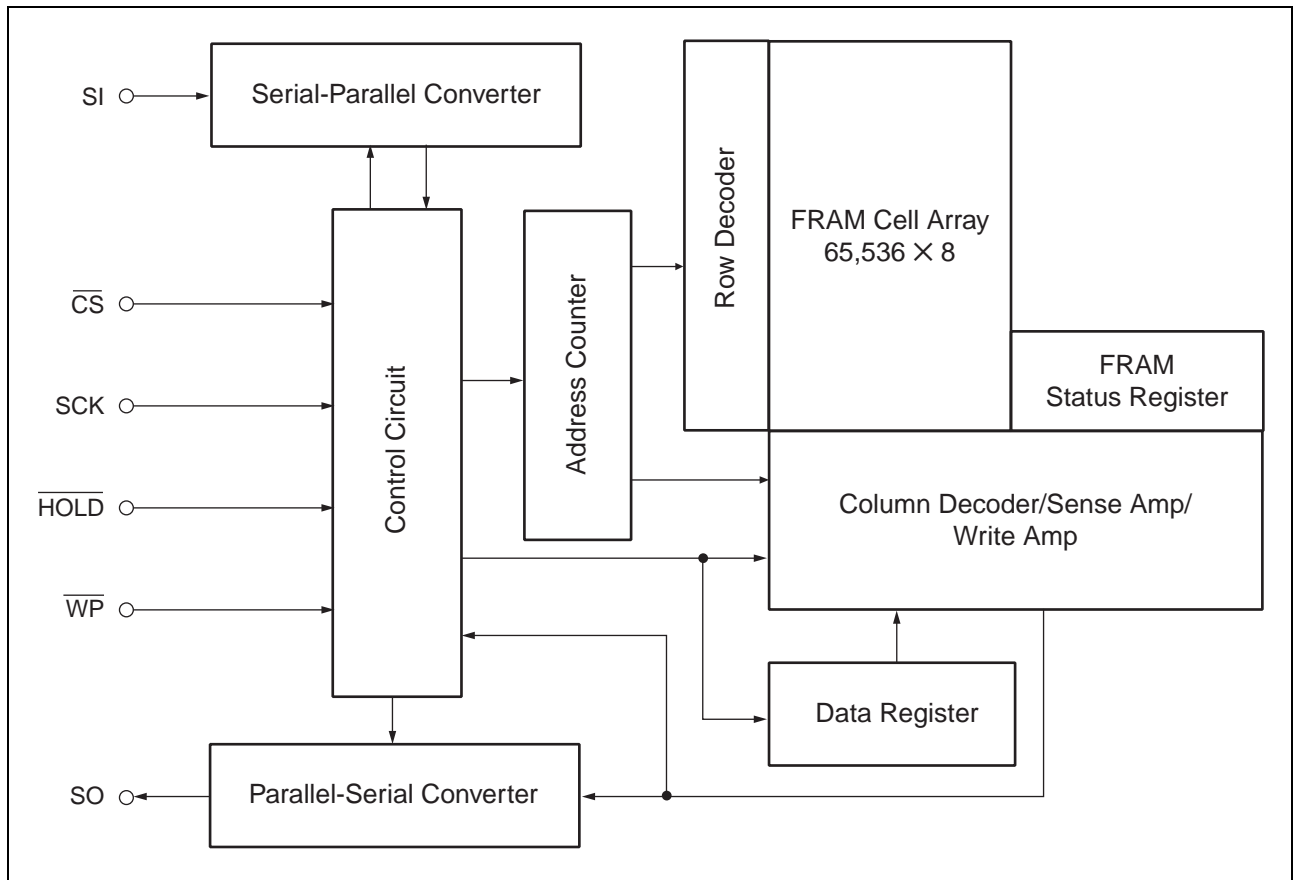 SI
Serial-Parallel Converter
CS
SCK
HOLD
WP
SO
Control Circuit
Address Counter
Row Decoder
FRAM Cell Array
65,536 × 8
FRAM
Status Register
Column Decoder/Sense Amp/
Write Amp
Data Register
Parallel-Serial Converter